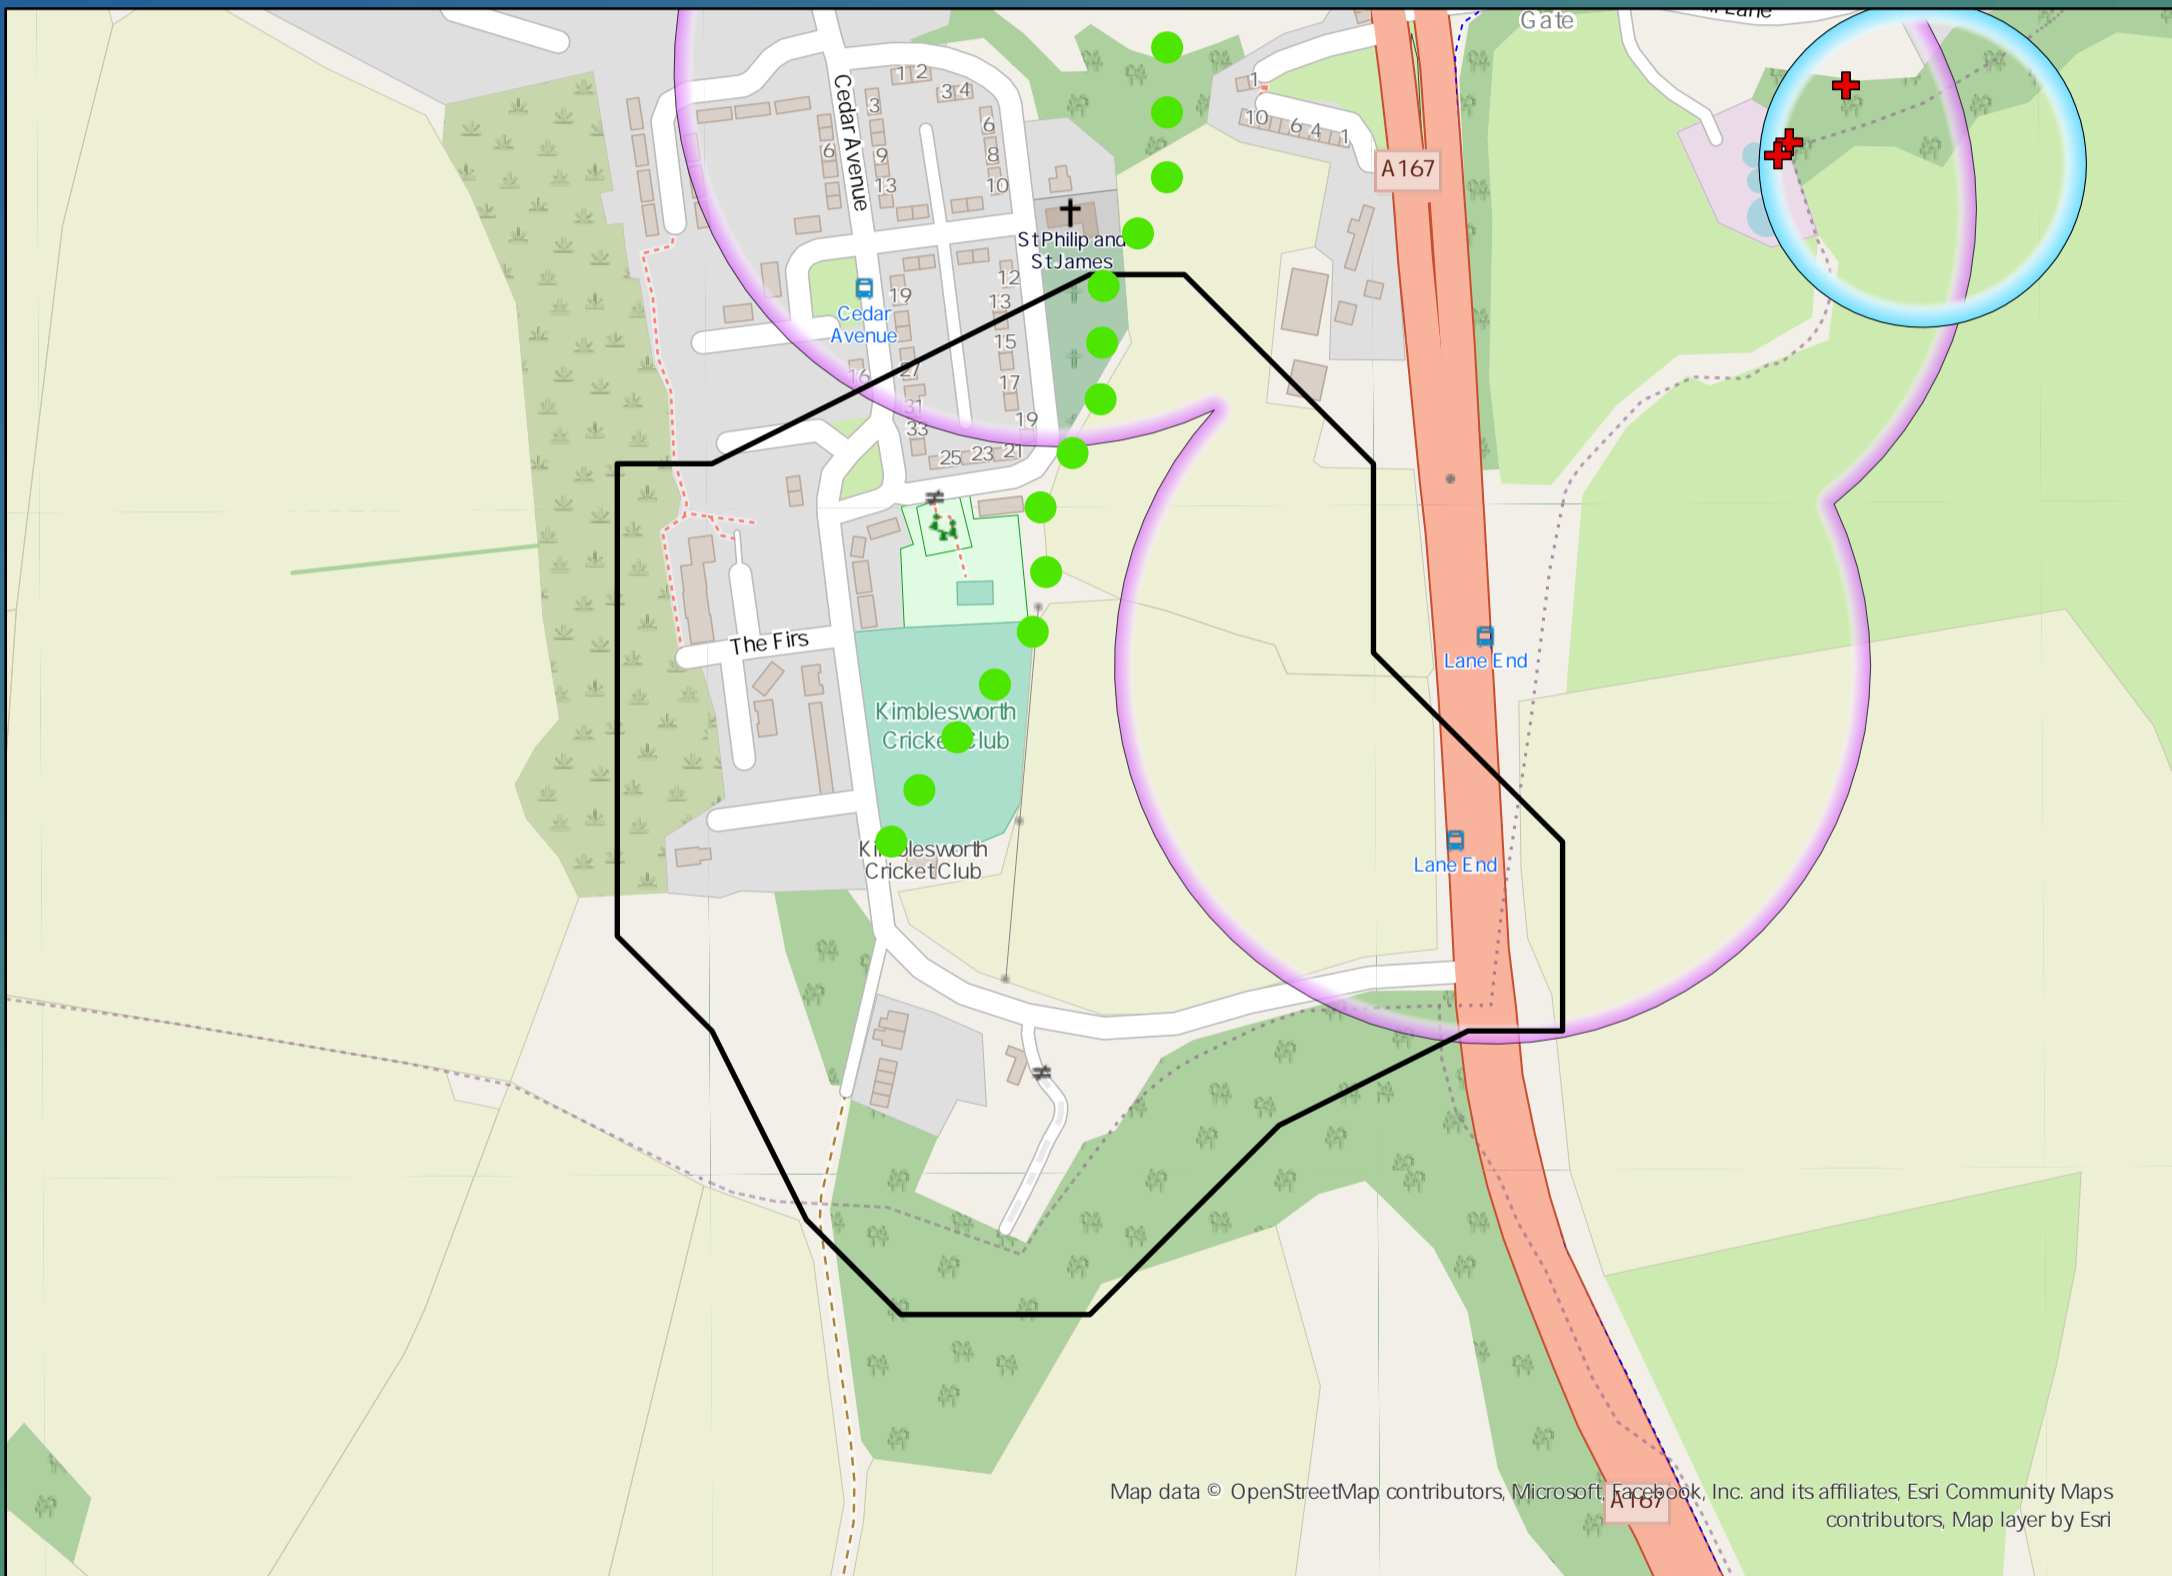 Gate
Cedar Avenue
1 2
3 4
3
6
6
9
8
13
10
1
10
6 4
1
A167
St Philip and
St James
12
19
13
Cedar
Avenue
15
27
16
17
31
19
33
25 23 21
The Firs
Lane End
Kimblesworth
Cricket Club
Lane End
Kimblesworth
Cricket Club
Map data © OpenStreetMap contributors, Microsoft, Facebook, Inc. and its affiliates, Esri Community Maps
contributors, Map layer by Esri
A167